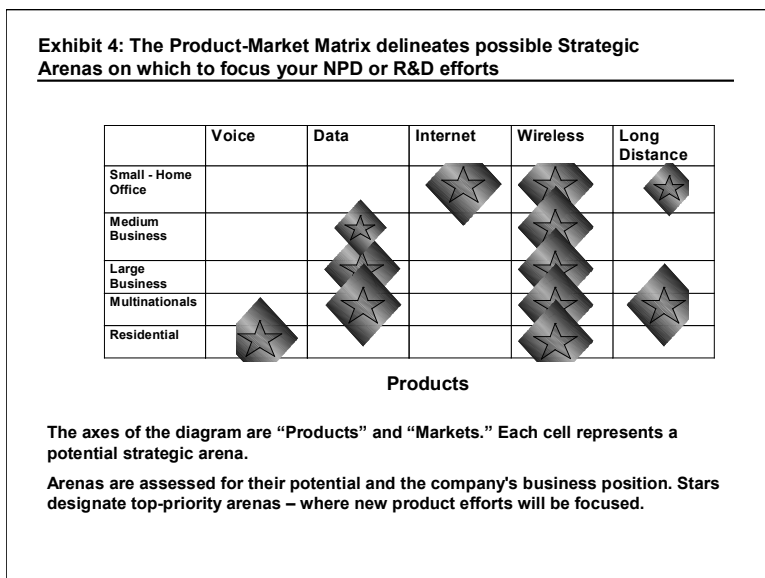 Exhibit 4: The Product-Market Matrix delineates possible Strategic
Arenas on which to focus your NPD or R&D efforts
Voice Data Internet Wireless Long
Distance
Small - Home
Office
Medium
Business
Large
Business
Multinationals
Residential
Products
The axes of the diagram are “Products” and “Markets.” Each cell represents a
potential strategic arena.
Arenas are assessed for their potential and the company's business position. Stars
designate top-priority arenas – where new product efforts will be focused.